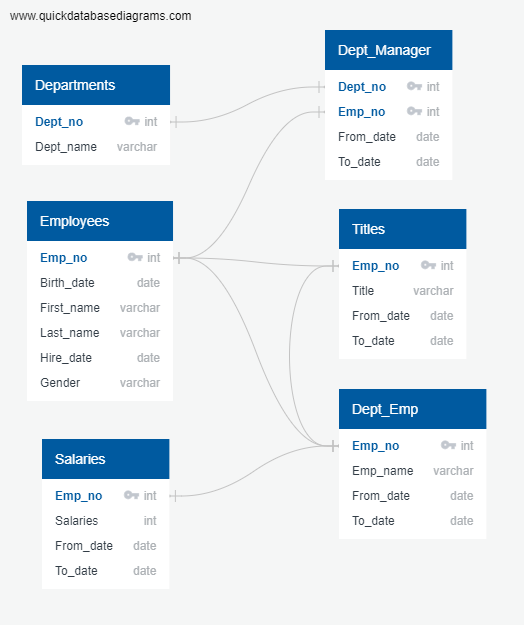 www.quickdatabasediagrams.com
Departments
Dept_no int
Dept_name varchar
Dept_Manager
Dept_no int
Emp_no int
From_date date
To_date date
Employees
Emp_no int
Birth_date date
First_name varchar
Last_name varchar
Hire_date date
Gender varchar
Titles
Emp_no int
Title varchar
From_date date
To_date date
Salaries
Emp_no int
Salaries int
From_date date
To_date date
Dept_Emp
Emp_no int
Emp_name varchar
From_date date
To_date date